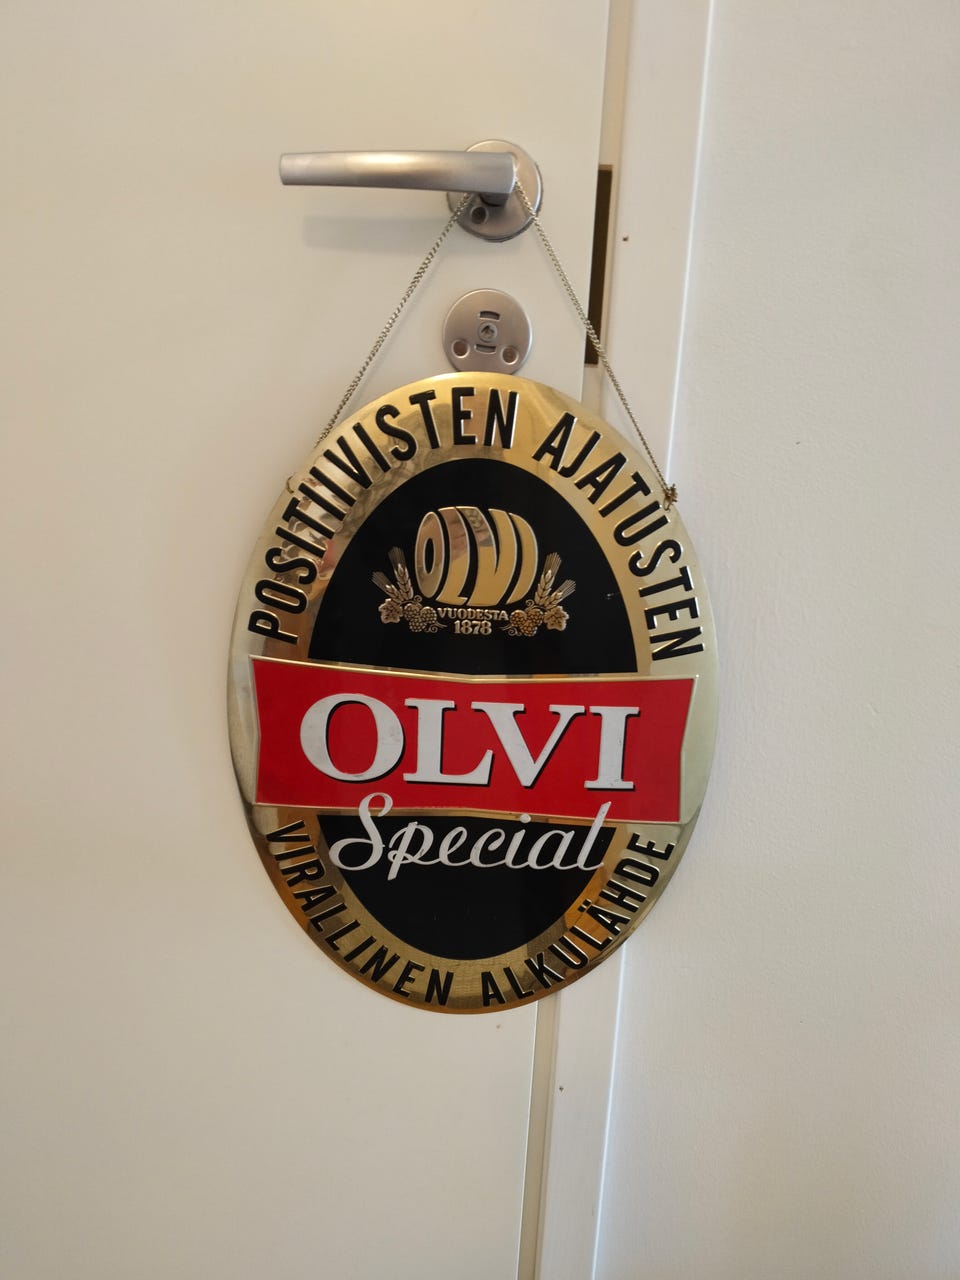 POSITIIVISTEN AJATUSTEN
OLVI
VUODESTA
1878
OLVI
Special
VIRALLINEN ALKULÄHDE